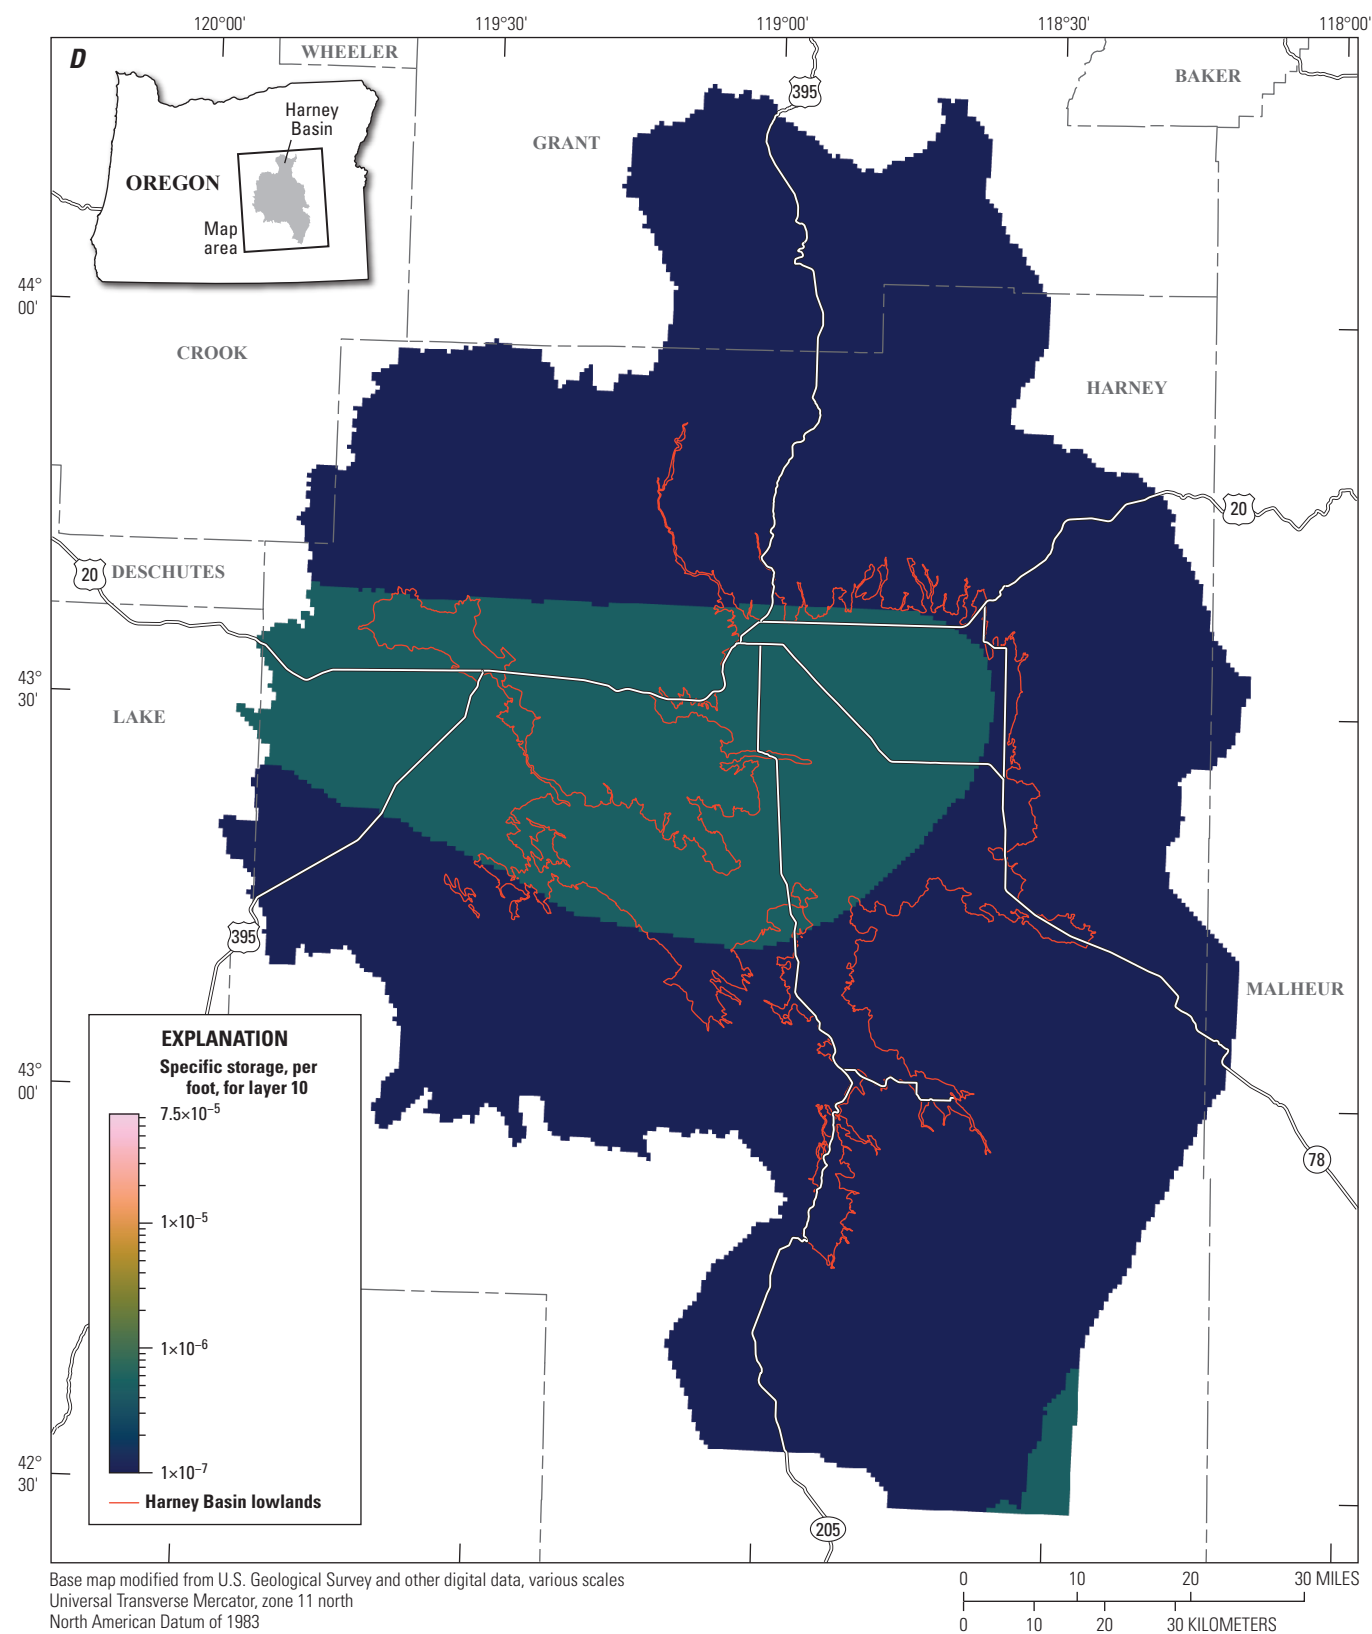 120°00'
119°30'
119°00'
118°30'
118°00'
D
WHEELER
BAKER
395
Harney
Basin
GRANT
OREGON
Map
area
44°
00'
CROOK
HARNEY
20
20
DESCHUTES
43°
30'
LAKE
395
MALHEUR
EXPLANATION
Specific storage, per
foot, for layer 10
7.5×10⁻⁵
1×10⁻⁵
1×10⁻⁶
1×10⁻⁷
Harney Basin lowlands
43°
00'
78
42°
30'
205
Base map modified from U.S. Geological Survey and other digital data, various scales
Universal Transverse Mercator, zone 11 north
North American Datum of 1983
0 10 20 30 MILES
0 10 20 30 KILOMETERS